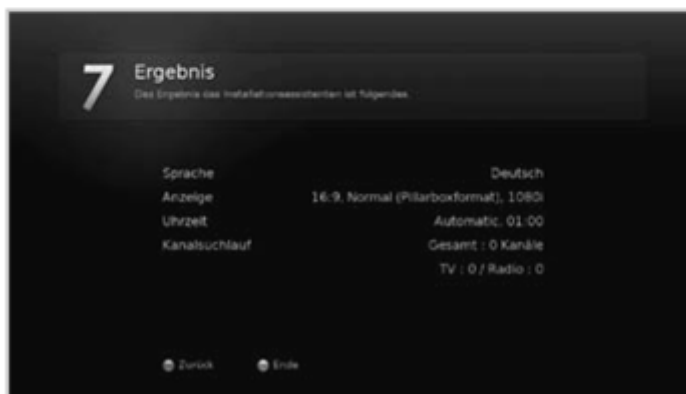 7
Ergebnis
Das Ergebnis des Installationsassistenten ist folgendes.
Sprache Deutsch
Anzeige 16:9, Normal (Pillarboxformat), 1080i
Uhrzeit Automatic, 01:00
Kanalsuchlauf Gesamt : 0 Kanäle
TV : 0 / Radio : 0
Zurück Ende